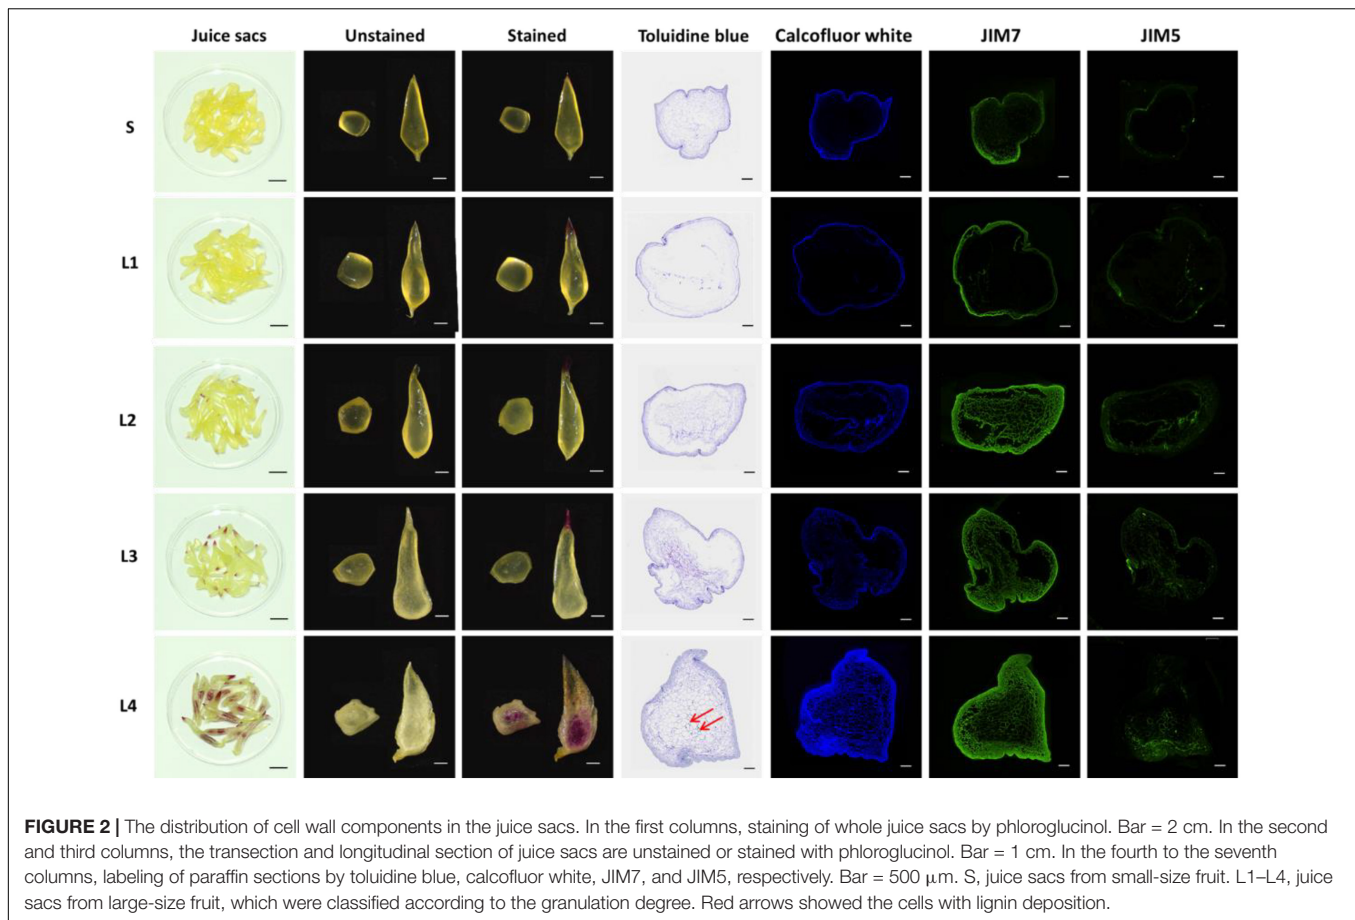 Juice sacs Unstained Stained Toluidine blue Calcofluor white JIM7 JIM5
S
L1
L2
L3
L4
FIGURE 2 | The distribution of cell wall components in the juice sacs. In the first columns, staining of whole juice sacs by phloroglucinol. Bar = 2 cm. In the second
and third columns, the transection and longitudinal section of juice sacs are unstained or stained with phloroglucinol. Bar = 1 cm. In the fourth to the seventh
columns, labeling of paraffin sections by toluidine blue, calcofluor white, JIM7, and JIM5, respectively. Bar = 500 μm. S, juice sacs from small-size fruit. L1–L4, juice
sacs from large-size fruit, which were classified according to the granulation degree. Red arrows showed the cells with lignin deposition.